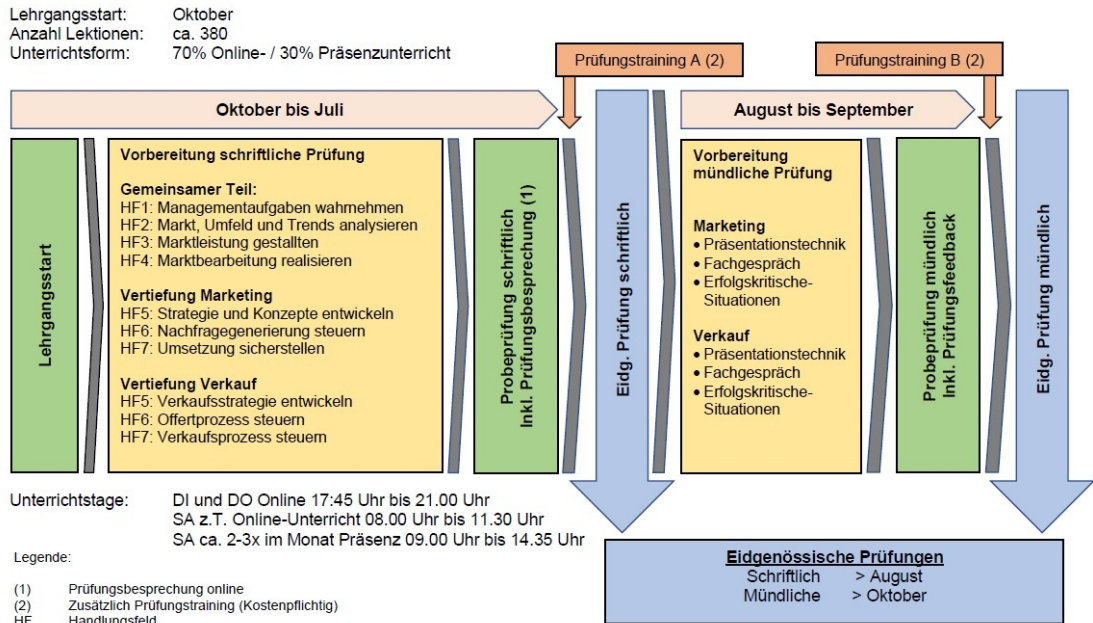 Lehrgangsstart: Oktober
Anzahl Lektionen: ca. 380
Unterrichtsform: 70% Online- / 30% Präsenzunterricht
Prüfungstraining A (2)
Prüfungstraining B (2)
Oktober bis Juli
August bis September
Lehrgangsstart
Vorbereitung schriftliche Prüfung
Gemeinsamer Teil:
HF1: Managementaufgaben wahrnehmen
HF2: Markt, Umfeld und Trends analysieren
HF3: Marktleistung gestallten
HF4: Marktbearbeitung realisieren
Vertiefung Marketing
HF5: Strategie und Konzepte entwickeln
HF6: Nachfragegenerierung steuern
HF7: Umsetzung sicherstellen
Vertiefung Verkauf
HF5: Verkaufsstrategie entwickeln
HF6: Offertprozess steuern
HF7: Verkaufsprozess steuern
Probeprüfung schriftlich
Inkl. Prüfungsbesprechung (1)
Eidg. Prüfung schriftlich
Vorbereitung
mündliche Prüfung
Marketing
• Präsentationstechnik
• Fachgespräch
• Erfolgskritische-
Situationen
Verkauf
• Präsentationstechnik
• Fachgespräch
• Erfolgskritische-
Situationen
Probeprüfung mündlich
Inkl. Prüfungsfeedback
Eidg. Prüfung mündlich
Unterrichtstage: DI und DO Online 17:45 Uhr bis 21.00 Uhr
SA z.T. Online-Unterricht 08.00 Uhr bis 11.30 Uhr
SA ca. 2-3x im Monat Präsenz 09.00 Uhr bis 14.35 Uhr
Legende:
(1) Prüfungsbesprechung online
(2) Zusätzlich Prüfungstraining (Kostenpflichtig)
HF Handlungsfeld
Eidgenössische Prüfungen
Schriftlich > August
Mündliche > Oktober